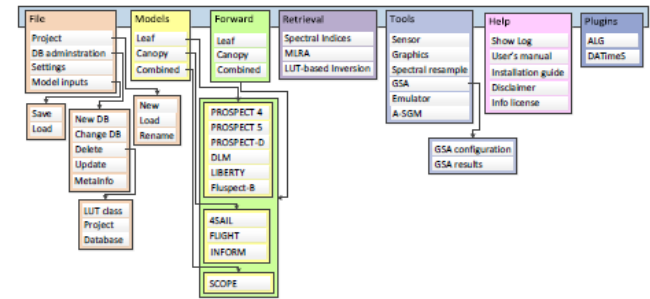 File
Project
DB adminstration
Settings
Model inputs
Save
Load
New DB
Change DB
Delete
Update
MetaInfo
LUT class
Project
Database
New
Load
Rename
Models
Leaf
Canopy
Combined
Forward
Leaf
Canopy
Combined
PROSPECT 4
PROSPECT 5
PROSPECT-D
DLM
LIBERTY
Fluspect-B
4SAIL
FLIGHT
INFORM
SCOPE
Retrieval
Spectral Indices
MLRA
LUT-based Inversion
Tools
Sensor
Graphics
Spectral resample
GSA
Emulator
A-SGM
GSA configuration
GSA results
Help
Show Log
User's manual
Installation guide
Disclaimer
Info license
Plugins
ALG
DATimeS